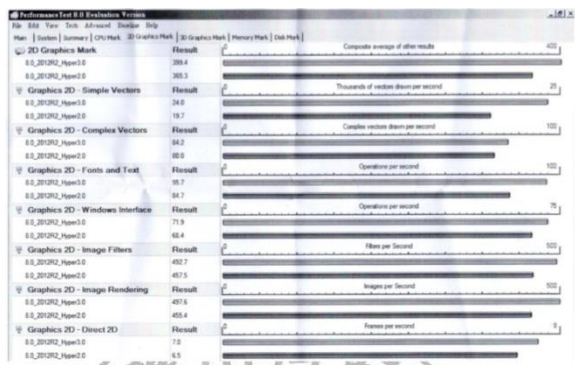 PerformanceTest 8.0 Evaluation Version
File Edit View Tests Advanced Baseline Help
Main System Summary CPU Mark 2D Graphics Mark 3D Graphics Mark Memory Mark Disk Mark
2D Graphics Mark Result 0 Composite average of other results 400
8.0_2012R2_Hyper3.0 399.4
8.0_2012R2_Hyper2.0 365.3
Graphics 2D - Simple Vectors Result 0 Thousands of vectors drawn per second 25
8.0_2012R2_Hyper3.0 24.0
8.0_2012R2_Hyper2.0 19.7
Graphics 2D - Complex Vectors Result 0 Complex vectors drawn per second 100
8.0_2012R2_Hyper3.0 84.2
8.0_2012R2_Hyper2.0 80.0
Graphics 2D - Fonts and Text Result 0 Operations per second 100
8.0_2012R2_Hyper3.0 95.7
8.0_2012R2_Hyper2.0 84.7
Graphics 2D - Windows Interface Result 0 Operations per second 75
8.0_2012R2_Hyper3.0 71.9
8.0_2012R2_Hyper2.0 68.4
Graphics 2D - Image Filters Result 0 Filters per Second 500
8.0_2012R2_Hyper3.0 492.7
8.0_2012R2_Hyper2.0 457.5
Graphics 2D - Image Rendering Result 0 Images per Second 500
8.0_2012R2_Hyper3.0 497.6
8.0_2012R2_Hyper2.0 455.4
Graphics 2D - Direct 2D Result 0 Frames per second
8.0_2012R2_Hyper3.0 7.0
8.0_2012R2_Hyper2.0 6.5